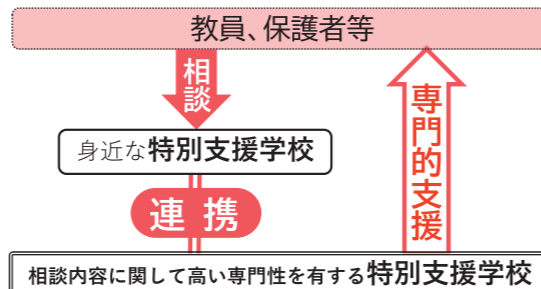 教員、保護者等
相談
専門的支援
身近な特別支援学校
連携
相談内容に関して高い専門性を有する特別支援学校